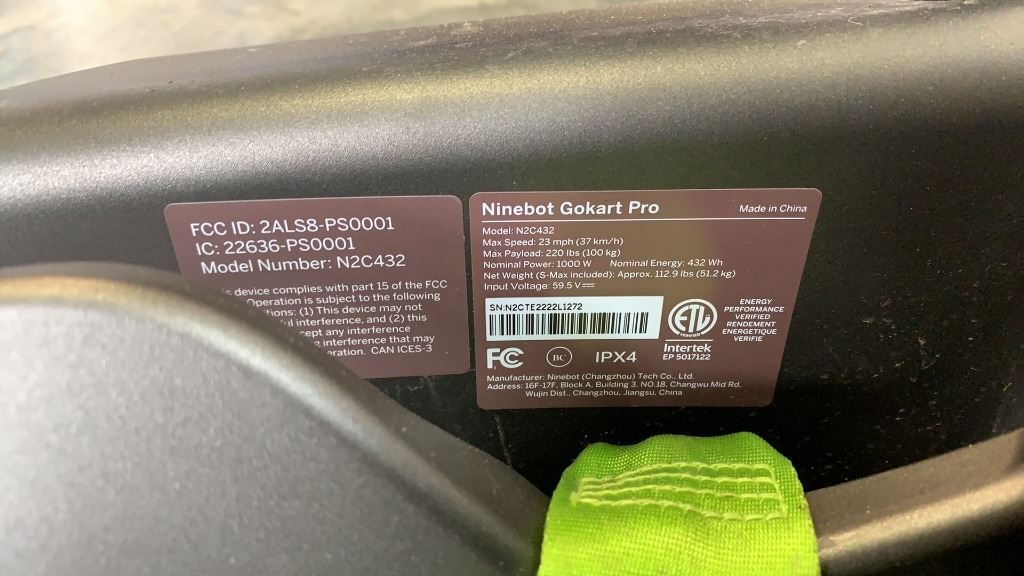 FCC ID: 2ALS8-PS0001
IC: 22636-PS0001
Model Number: N2C432
device complies with part 15 of the FCC
Operation is subject to the following
(1) This device may not
interference, and (2) this
any interference
interference that may
CAN ICES-3
Ninebot Gokart Pro
Made in China
Model: N2C432
Max Speed: 23 mph (37 km/h)
Max Payload: 220 lbs (100 kg)
Nominal Power: 1000 W Nominal Energy: 432 Wh
Net Weight (S-Max included): Approx. 112.9 lbs (51.2 kg)
Input Voltage: 59.5 V
SN:N2CTE2222L1272
ETL
Intertek
EP 5017122
ENERGY
PERFORMANCE
VERIFIED
RENDEMENT
ENERGETIQUE
VERIFIE
FC
BC
IPX4
Manufacturer: Ninebot (Changzhou) Tech Co., Ltd.
Address: 16F-17F, Block A, Building 3, NO.18, Changwu Mid Rd,
Wujin Dist., Changzhou, Jiangsu, China